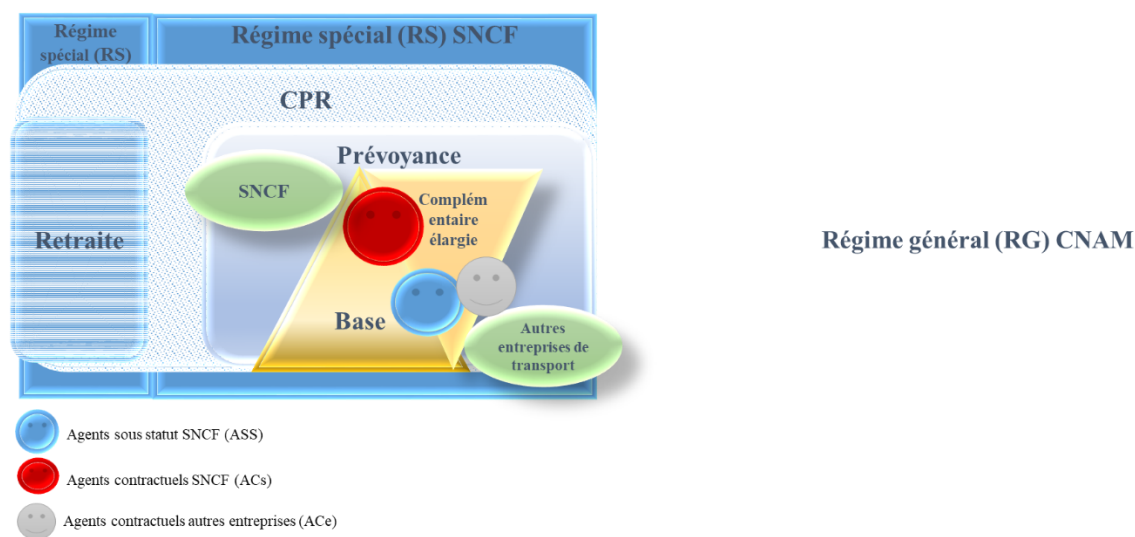 Régime
spécial (RS)
Régime spécial (RS) SNCF
CPR
Prévoyance
SNCF
Complém
entaire
élargie
Retraite
Régime général (RG) CNAM
Base
Autres
entreprises de
transport
Agents sous statut SNCF (ASS)
Agents contractuels SNCF (ACs)
Agents contractuels autres entreprises (ACe)